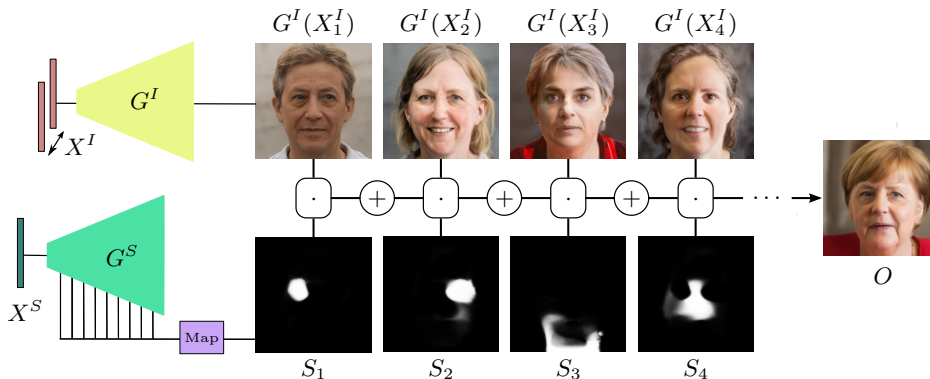 G^I(X_1^I) G^I(X_2^I) G^I(X_3^I) G^I(X_4^I)
G^I
X^I
· + · + · + · · · ·
G^S
X^S
Map
O
S_1 S_2 S_3 S_4